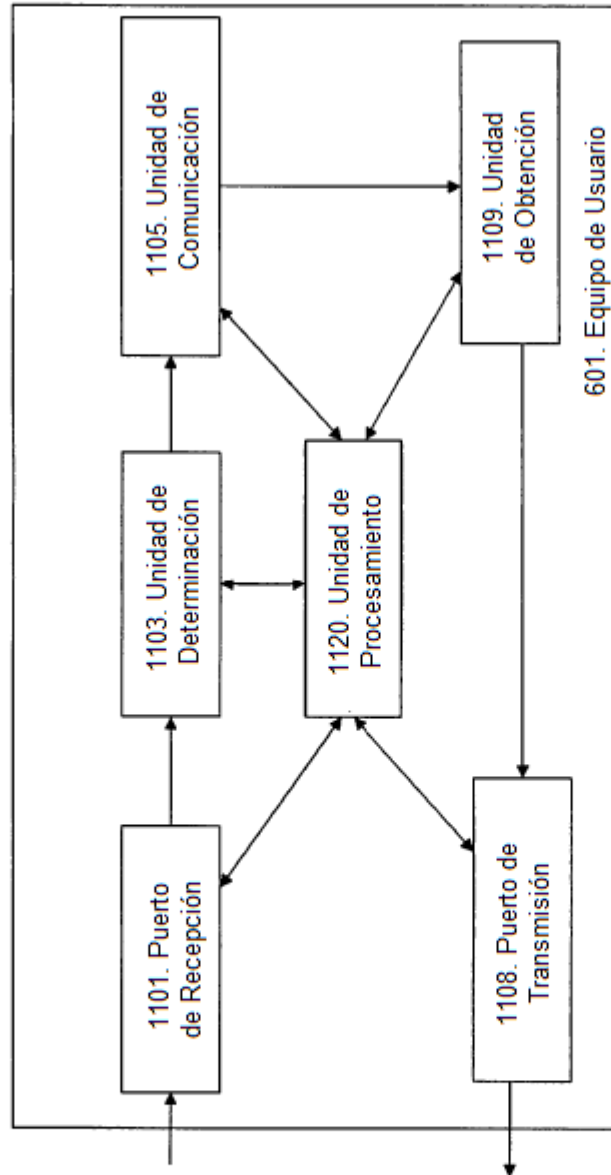 1101. Puerto
de Recepción
1103. Unidad de
Determinación
1105. Unidad de
Comunicación
1120. Unidad de
Procesamiento
1108. Puerto de
Transmisión
1109. Unidad
de Obtención
601. Equipo de Usuario